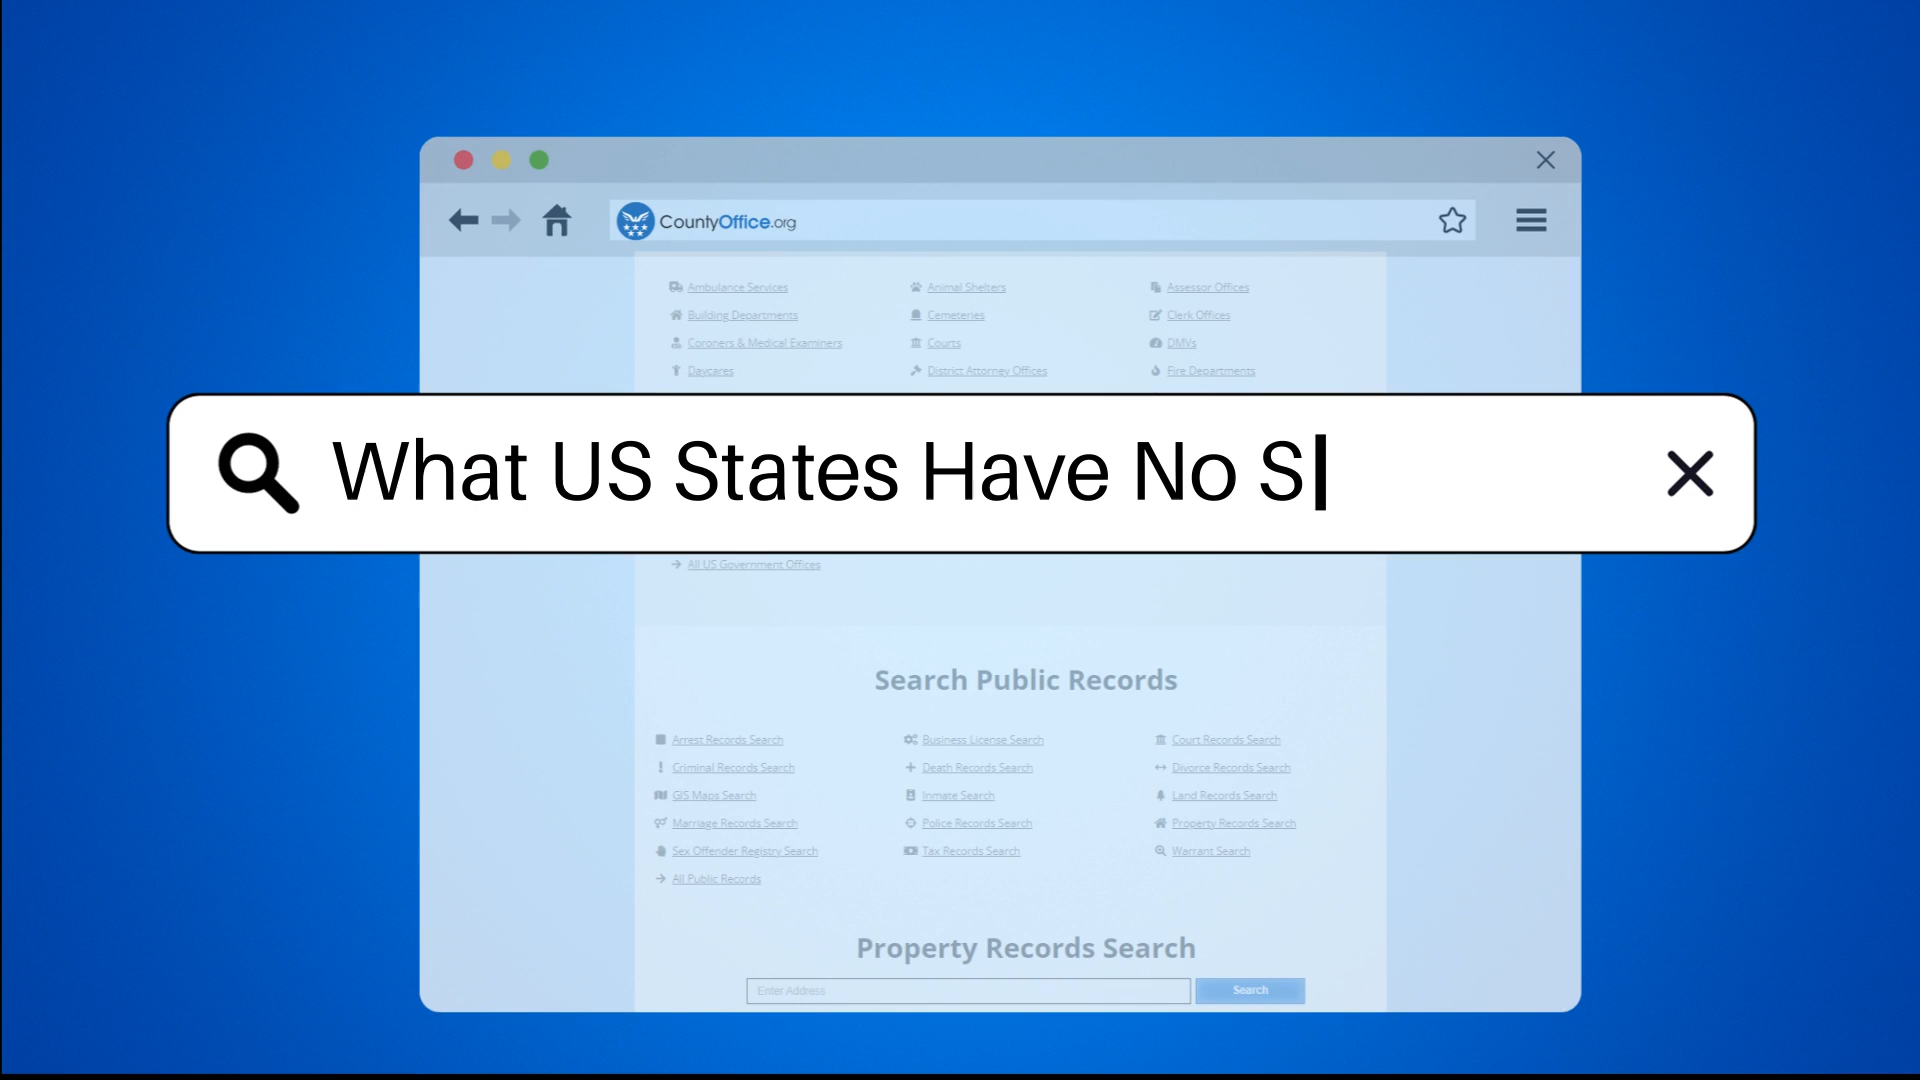 CountyOffice.org
Ambulance Services Animal Shelters Assessor Offices
Building Departments Cemeteries Clerk Offices
Coroners & Medical Examiners Courts DMVs
Daycares District Attorney Offices Fire Departments
What US States Have No S
All US Government Offices
Search Public Records
Arrest Records Search Business License Search Court Records Search
Criminal Records Search Death Records Search Divorce Records Search
GIS Maps Search Inmate Search Land Records Search
Marriage Records Search Police Records Search Property Records Search
Sex Offender Registry Search Tax Records Search Warrant Search
All Public Records
Property Records Search
Enter Address Search